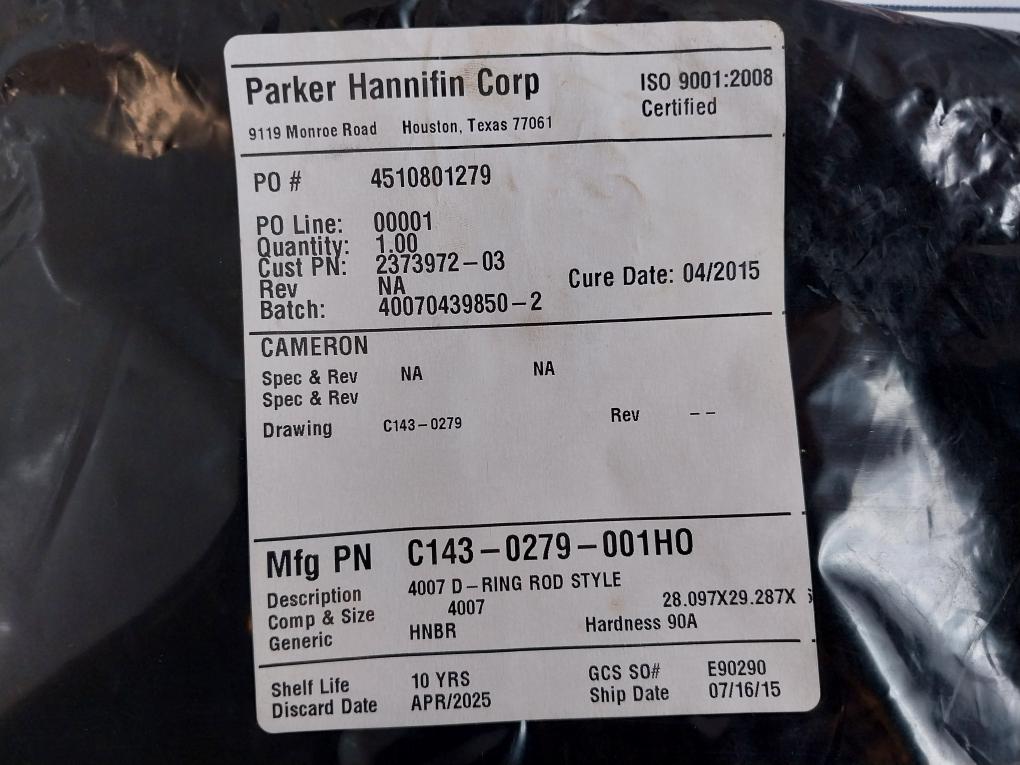 Parker Hannifin Corp ISO 9001:2008
Certified
9119 Monroe Road Houston, Texas 77061
PO # 4510801279
PO Line: 00001
Quantity: 1.00
Cust PN: 2373972-03 Cure Date: 04/2015
Rev NA
Batch: 40070439850-2
CAMERON
Spec & Rev NA NA
Spec & Rev
Drawing C143-0279 Rev --
Mfg PN C143-0279-001HO
Description 4007 D-RING ROD STYLE
Comp & Size 4007 28.097X29.287X
Generic HNBR Hardness 90A
Shelf Life 10 YRS GCS SO# E90290
Discard Date APR/2025 Ship Date 07/16/15